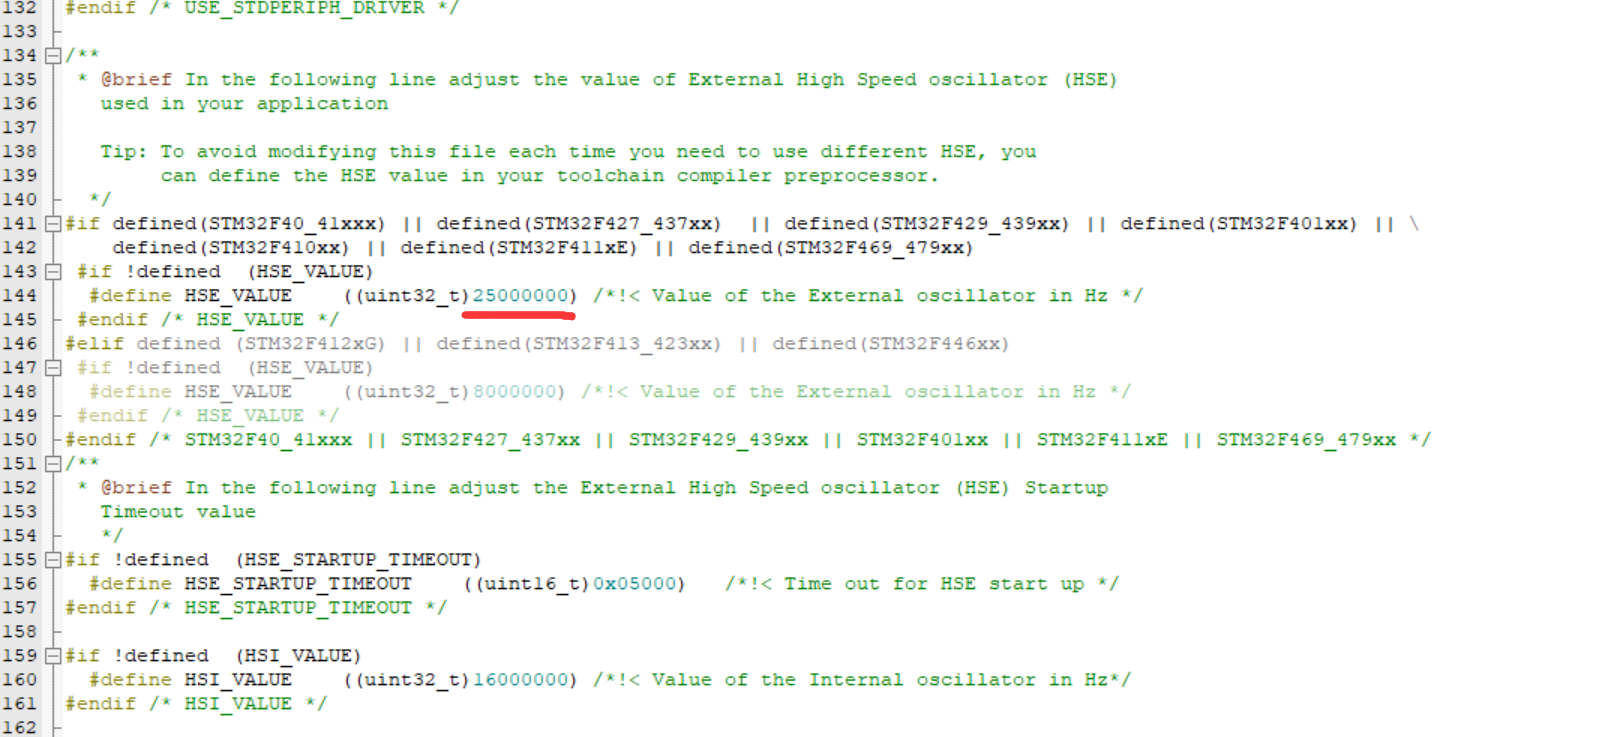 132 #endif /* USE_STDPERIPH_DRIVER */
133
134 /**
135 * @brief In the following line adjust the value of External High Speed oscillator (HSE)
136 used in your application
137
138 Tip: To avoid modifying this file each time you need to use different HSE, you
139 can define the HSE value in your toolchain compiler preprocessor.
140 */
141 #if defined(STM32F40_41xxx) || defined(STM32F427_437xx) || defined(STM32F429_439xx) || defined(STM32F401xx) || \
142 defined(STM32F410xx) || defined(STM32F411xE) || defined(STM32F469_479xx)
143 #if !defined (HSE_VALUE)
144 #define HSE_VALUE ((uint32_t)25000000) /*!< Value of the External oscillator in Hz */
145 #endif /* HSE_VALUE */
146 #elif defined (STM32F412xG) || defined(STM32F413_423xx) || defined(STM32F446xx)
147 #if !defined (HSE_VALUE)
148 #define HSE_VALUE ((uint32_t)8000000) /*!< Value of the External oscillator in Hz */
149 #endif /* HSE_VALUE */
150 #endif /* STM32F40_41xxx || STM32F427_437xx || STM32F429_439xx || STM32F401xx || STM32F411xE || STM32F469_479xx */
151 /**
152 * @brief In the following line adjust the External High Speed oscillator (HSE) Startup
153 Timeout value
154 */
155 #if !defined (HSE_STARTUP_TIMEOUT)
156 #define HSE_STARTUP_TIMEOUT ((uint16_t)0x05000) /*!< Time out for HSE start up */
157 #endif /* HSE_STARTUP_TIMEOUT */
158
159 #if !defined (HSI_VALUE)
160 #define HSI_VALUE ((uint32_t)16000000) /*!< Value of the Internal oscillator in Hz*/
161 #endif /* HSI_VALUE */
162